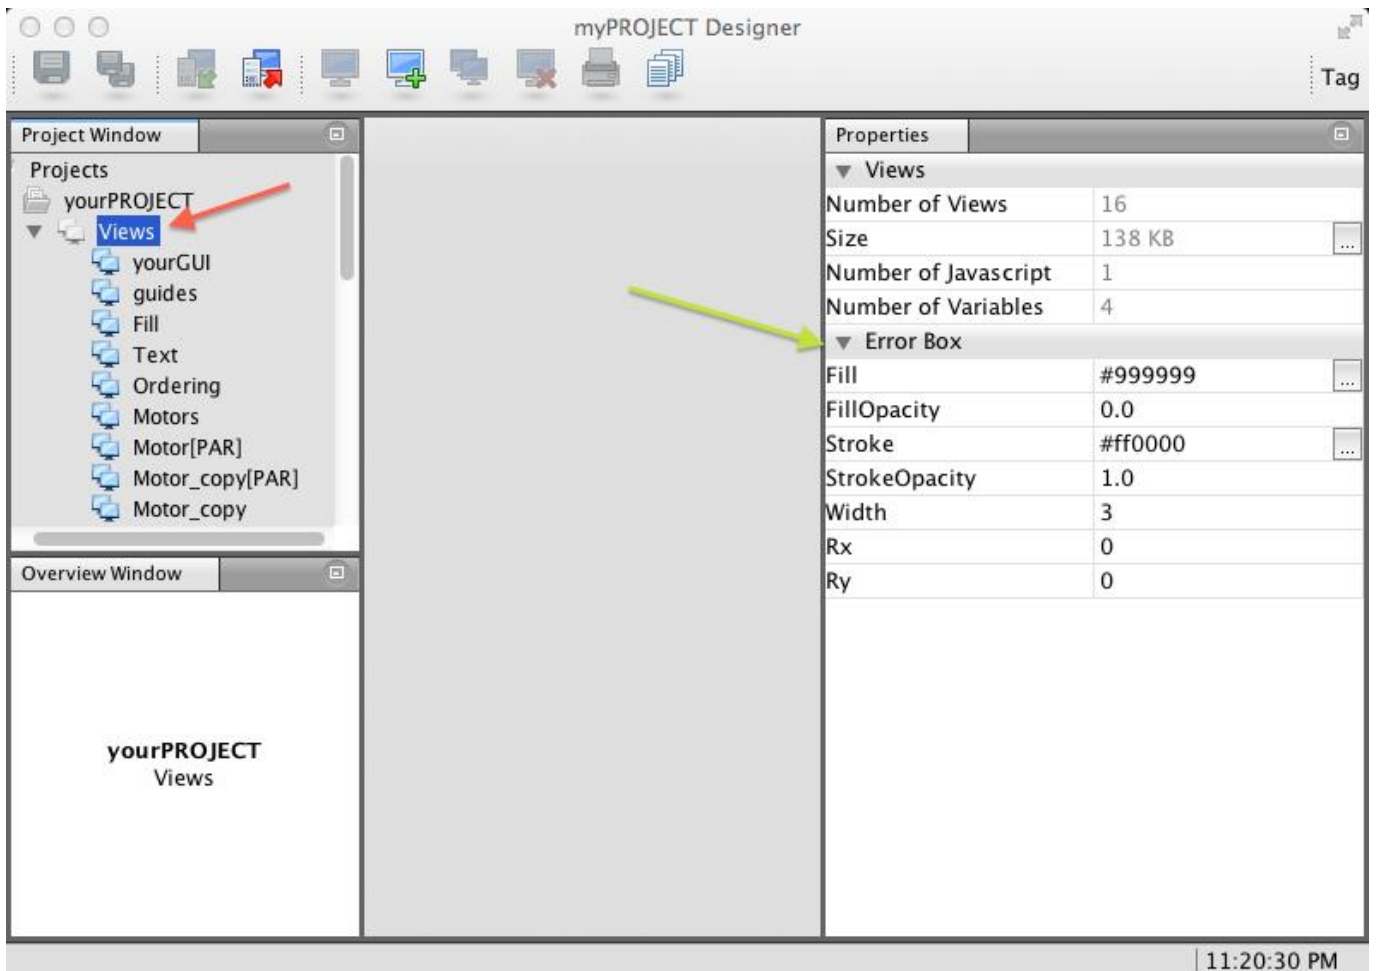 myPROJECT Designer
Tag
Project Window
Projects
yourPROJECT
Views
yourGUI
guides
Fill
Text
Ordering
Motors
Motor[PAR]
Motor_copy[PAR]
Motor_copy
Overview Window
yourPROJECT
Views
Properties
Views
Number of Views 16
Size 138 KB ...
Number of Javascript 1
Number of Variables 4
Error Box
Fill #999999 ...
FillOpacity 0.0
Stroke #ff0000 ...
StrokeOpacity 1.0
Width 3
Rx 0
Ry 0
11:20:30 PM